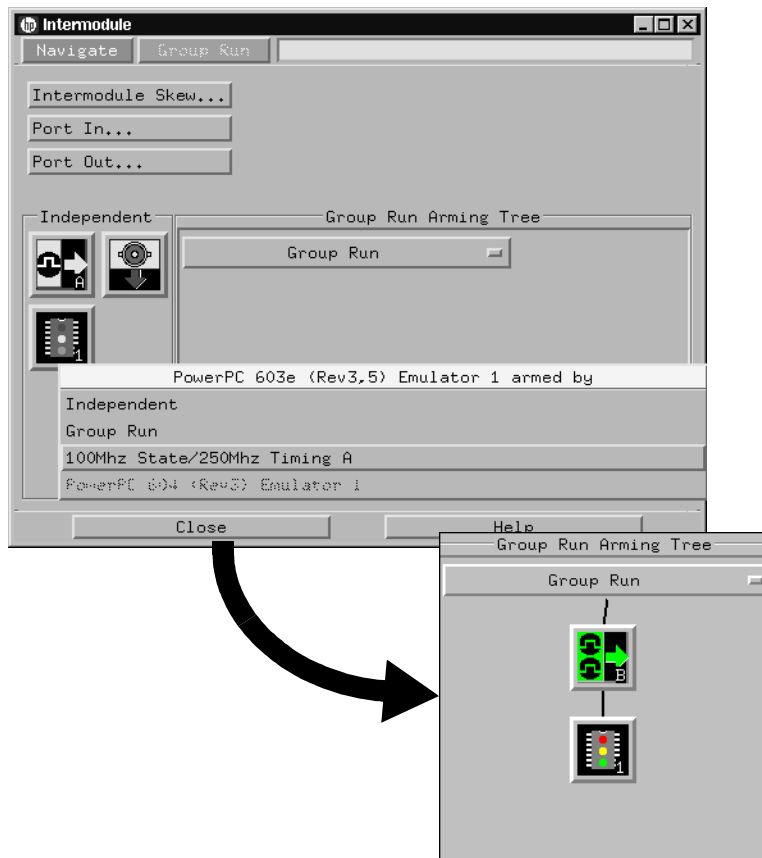 hp Intermodule
Navigate Group Run
Intermodule Skew...
Port In...
Port Out...
Independent Group Run Arming Tree
Group Run
A
1
PowerPC 603e (Rev3,5) Emulator 1 armed by
Independent
Group Run
100Mhz State/250Mhz Timing A
PowerPC 604 (Rev3) Emulator 1
Close Help
Group Run Arming Tree
Group Run
B
1